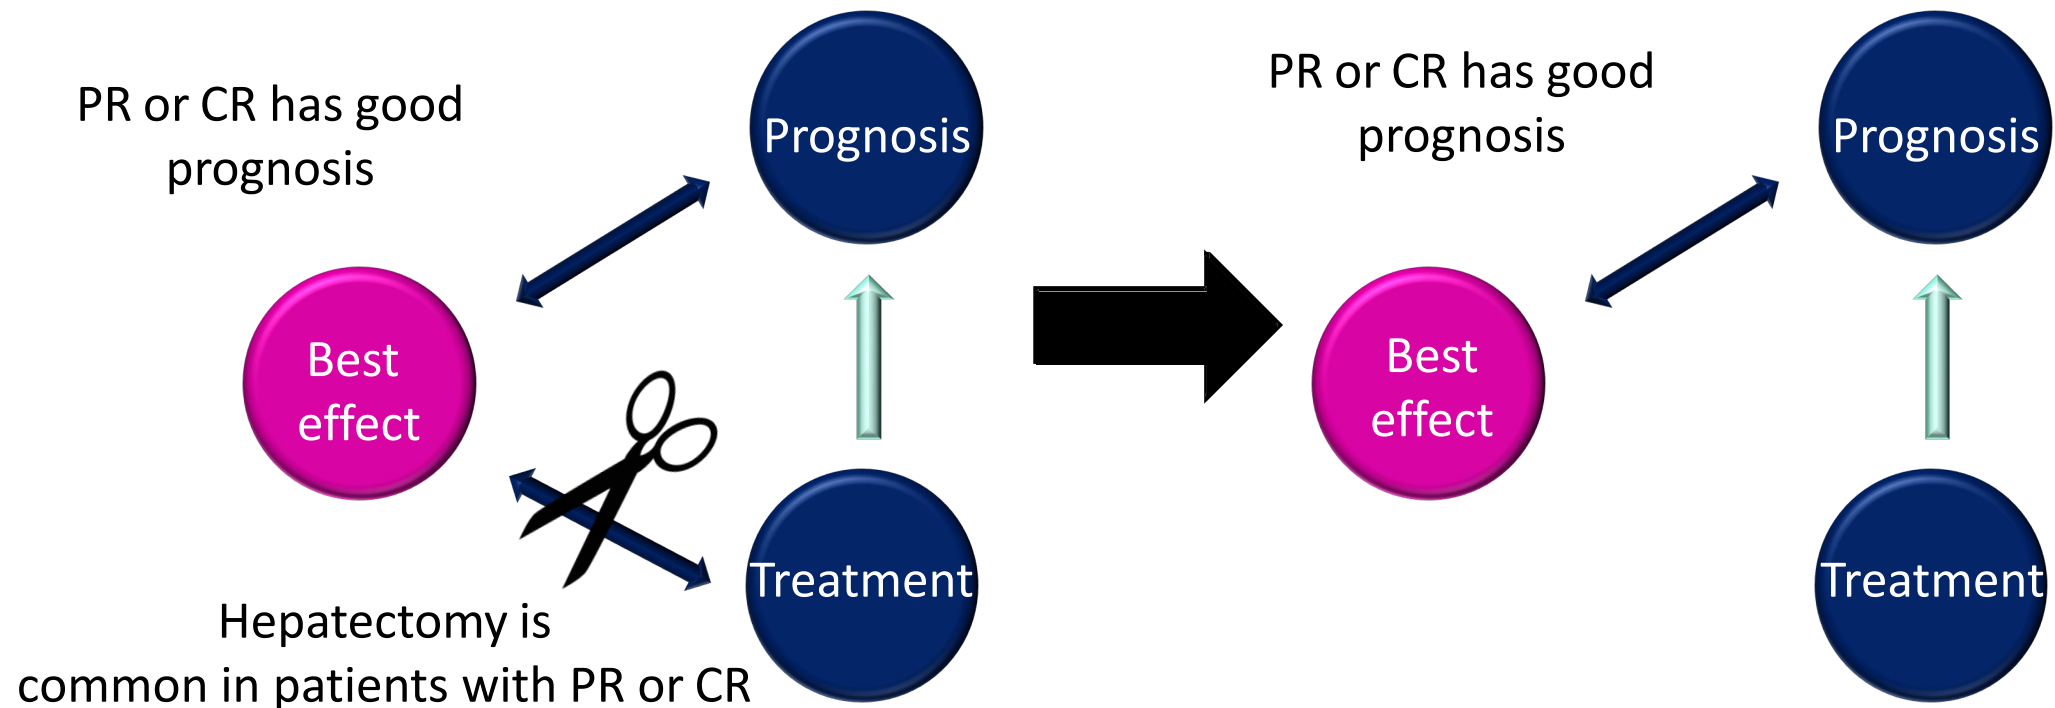 PR or CR has good
prognosis
Prognosis
Best
effect
Treatment
Hepatectomy is
common in patients with PR or CR
PR or CR has good
prognosis
Prognosis
Best
effect
Treatment